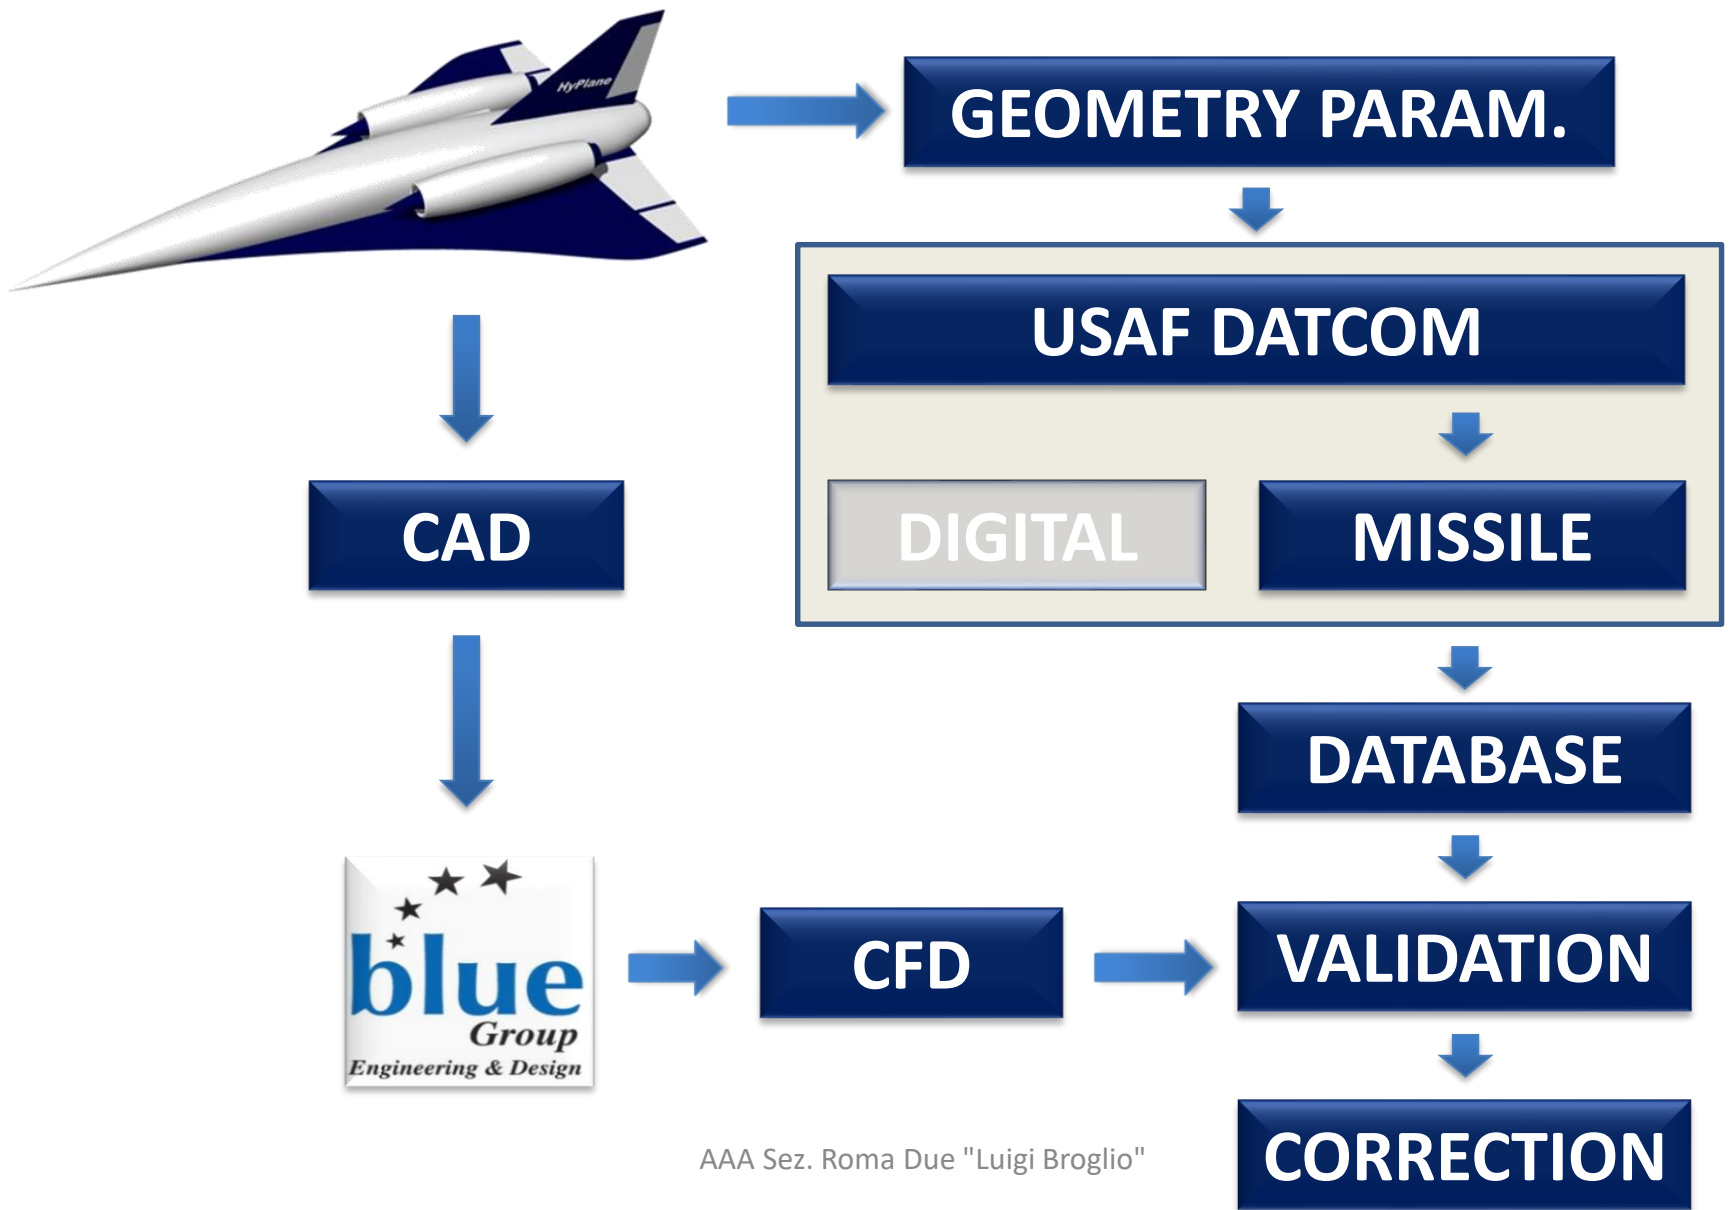 HyPlane
GEOMETRY PARAM.
USAF DATCOM
DIGITAL
MISSILE
CAD
DATABASE
blue
Group
Engineering & Design
CFD
VALIDATION
CORRECTION
AAA Sez. Roma Due "Luigi Broglio"